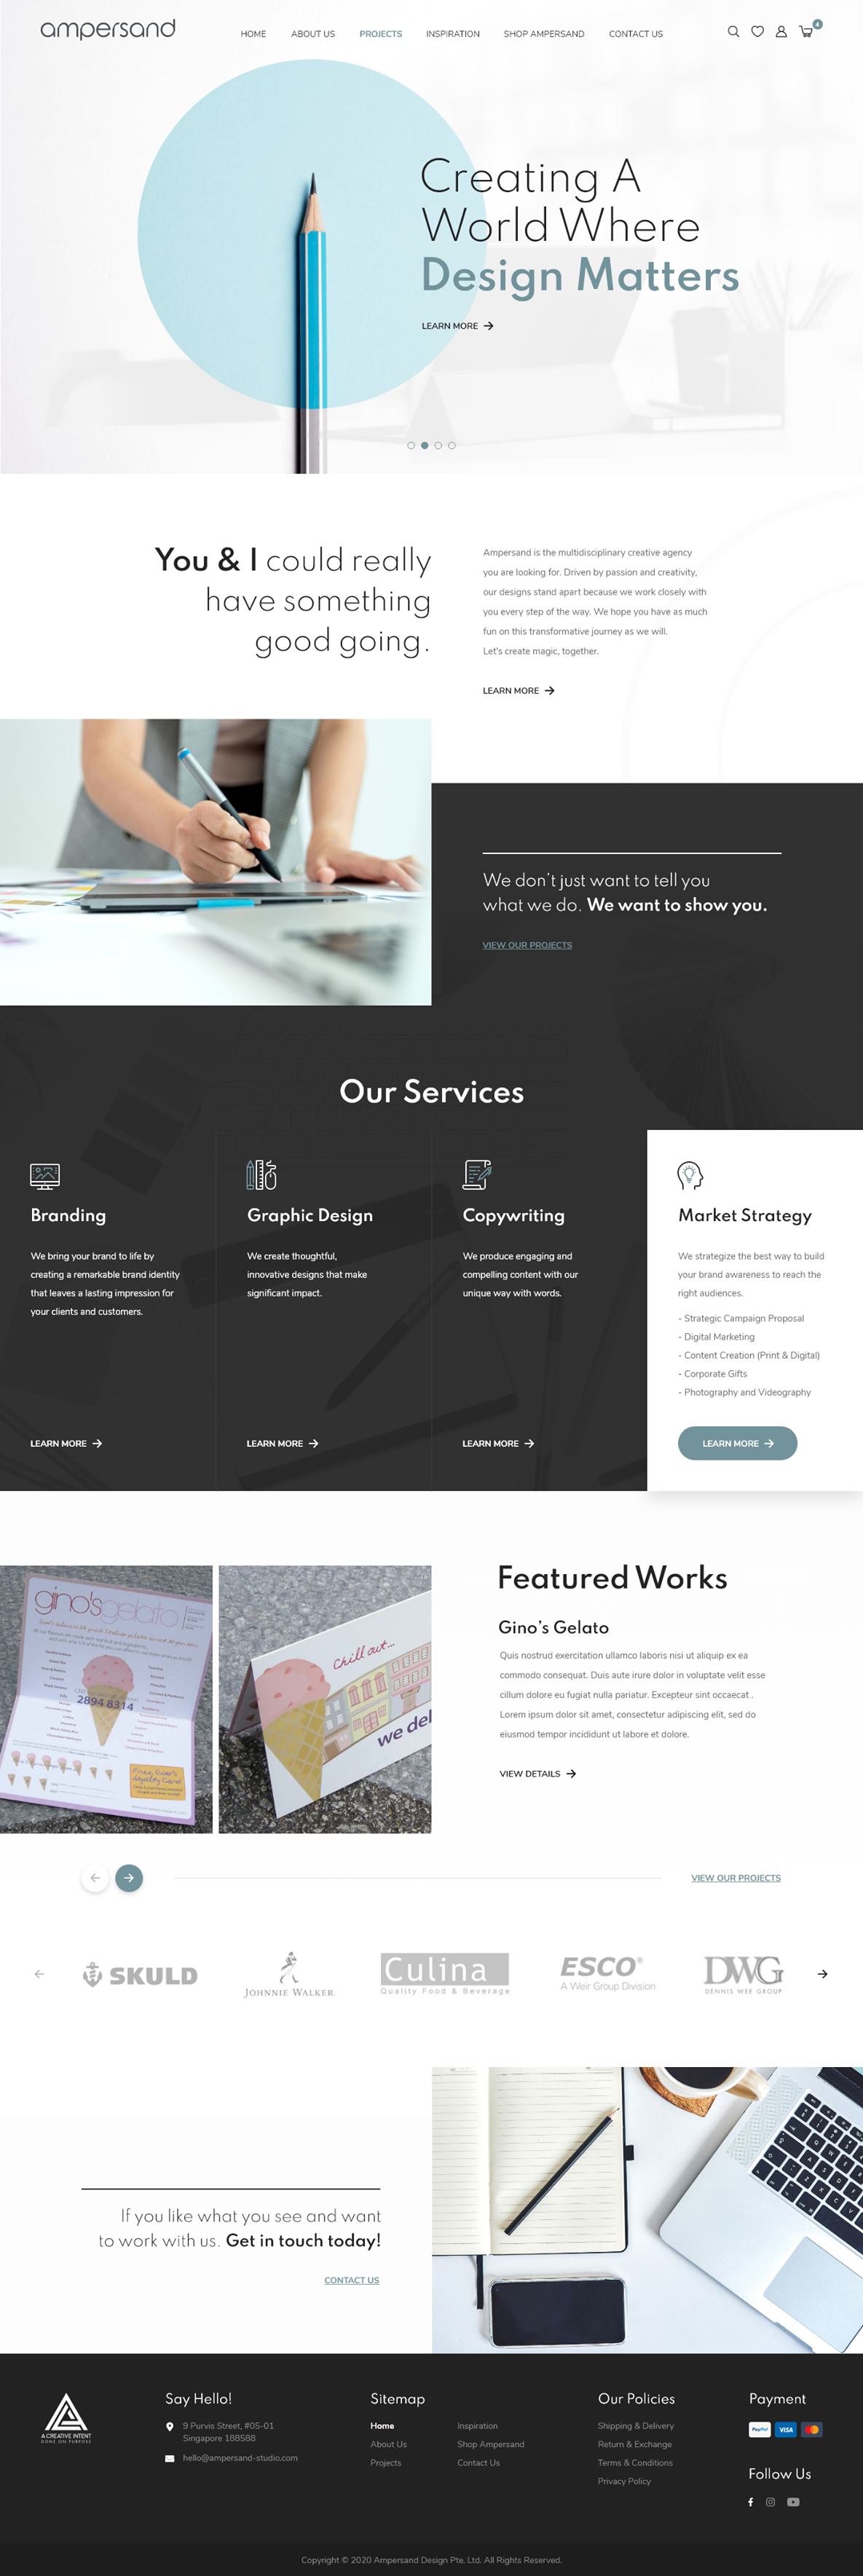 ampersand
HOME
ABOUT US
PROJECTS
INSPIRATION
SHOP AMPERSAND
CONTACT US
4
Creating A
World Where
Design Matters
LEARN MORE
You & I could really
have something
good going.
Ampersand is the multidisciplinary creative agency
you are looking for. Driven by passion and creativity,
our designs stand apart because we work closely with
you every step of the way. We hope you have as much
fun on this transformative journey as we will.
Let's create magic, together.
LEARN MORE
We don't just want to tell you
what we do. We want to show you.
VIEW OUR PROJECTS
Our Services
Branding
We bring your brand to life by
creating a remarkable brand identity
that leaves a lasting impression for
your clients and customers.
LEARN MORE
Graphic Design
We create thoughtful,
innovative designs that make
significant impact.
LEARN MORE
Copywriting
We produce engaging and
compelling content with our
unique way with words.
LEARN MORE
Market Strategy
We strategize the best way to build
your brand awareness to reach the
right audiences.
- Strategic Campaign Proposal
- Digital Marketing
- Content Creation (Print & Digital)
- Corporate Gifts
- Photography and Videography
LEARN MORE
gino'sgelato
2894 8314
Chill out...
we del
Featured Works
Gino's Gelato
Quis nostrud exercitation ullamco laboris nisi ut aliquip ex ea
commodo consequat. Duis aute irure dolor in voluptate velit esse
cillum dolore eu fugiat nulla pariatur. Excepteur sint occaecat .
Lorem ipsum dolor sit amet, consectetur adipiscing elit, sed do
eiusmod tempor incididunt ut labore et dolore.
VIEW DETAILS
VIEW OUR PROJECTS
SKULD
JOHNNIE WALKER.
Culina
Quality Food & Beverage
ESCO®
A Weir Group Division
DWG
DENNIS WEE GROUP
If you like what you see and want
to work with us. Get in touch today!
CONTACT US
A CREATIVE INTENT
DONE ON PURPOSE
Say Hello!
9 Purvis Street, #05-01
Singapore 188588
hello@ampersand-studio.com
Sitemap
Home
About Us
Projects
Inspiration
Shop Ampersand
Contact Us
Our Policies
Shipping & Delivery
Return & Exchange
Terms & Conditions
Privacy Policy
Payment
PayPal
VISA
Follow Us
Copyright © 2020 Ampersand Design Pte. Ltd. All Rights Reserved.